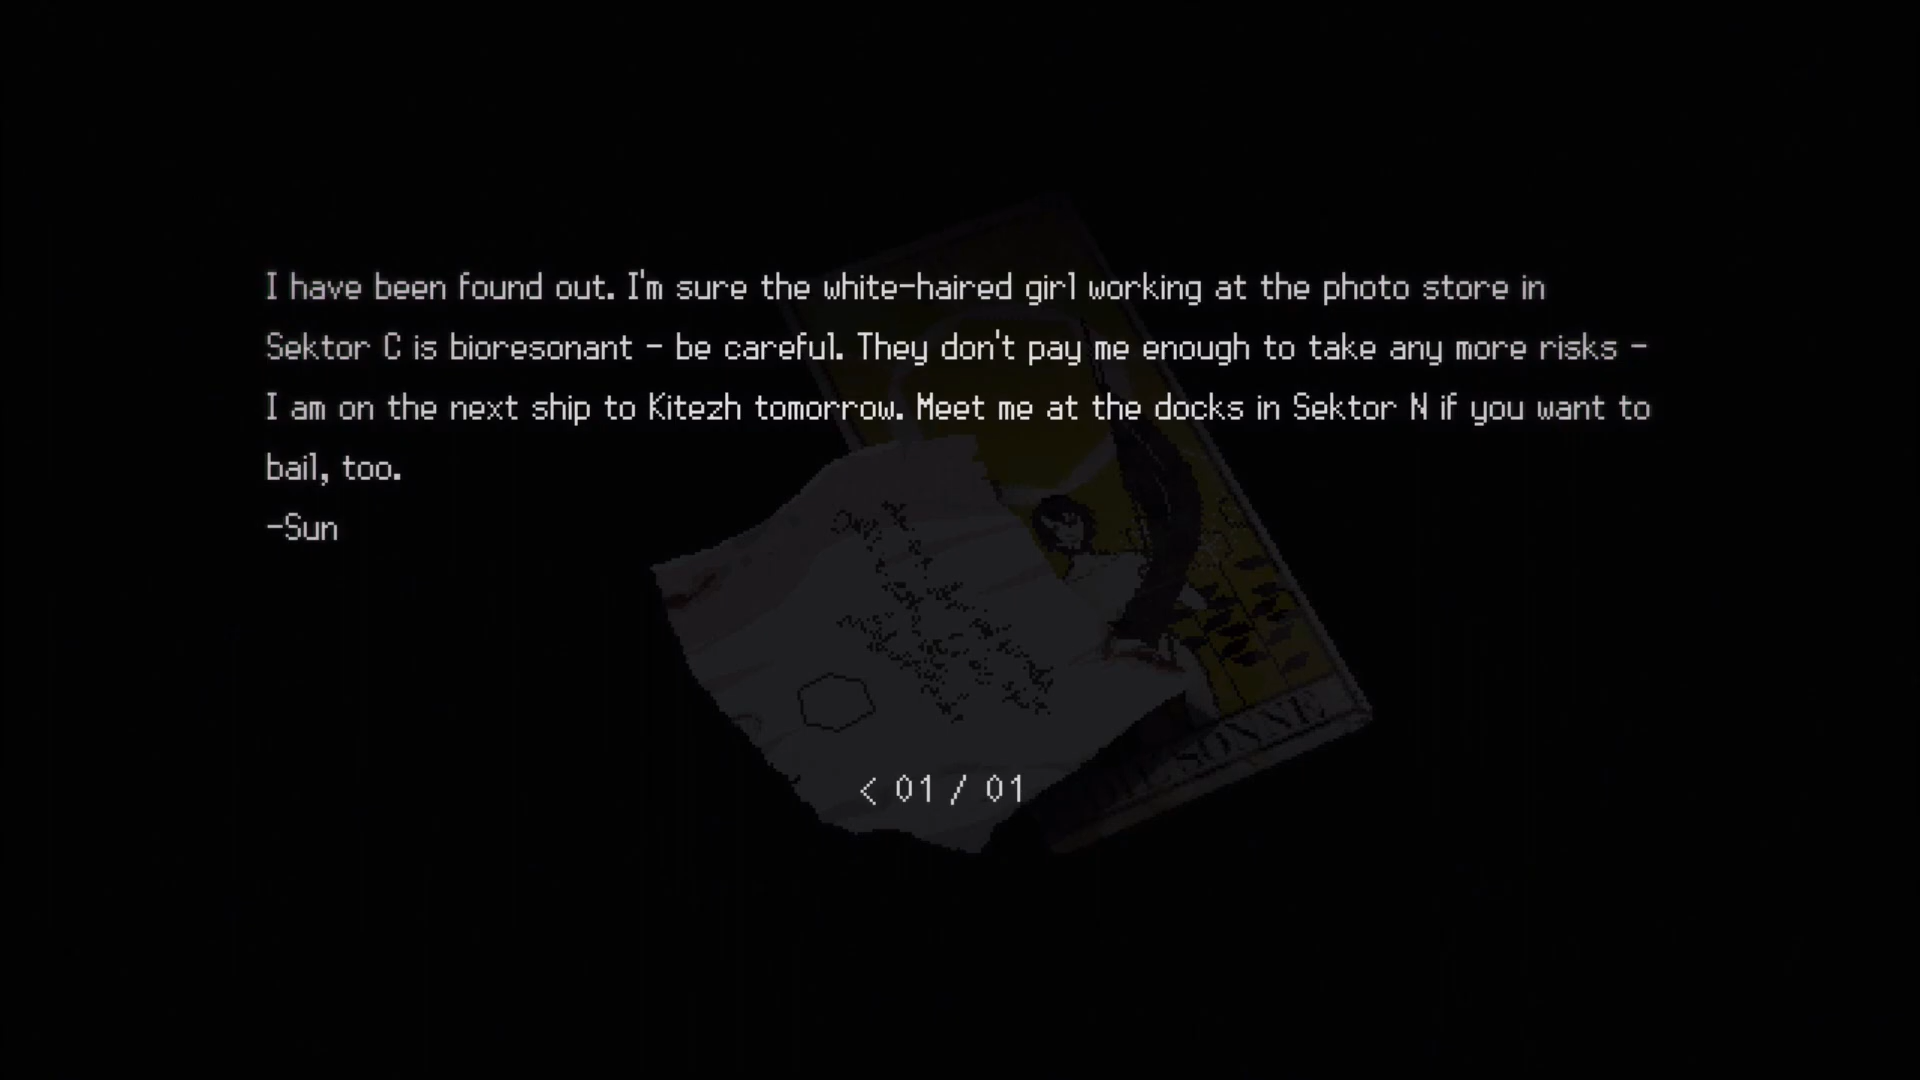 I have been found out. I'm sure the white-haired girl working at the photo store in
Sektor C is bioresonant - be careful. They don't pay me enough to take any more risks -
I am on the next ship to Kitezh tomorrow. Meet me at the docks in Sektor N if you want to
bail, too.
-Sun
DIE SONNE
< 01 / 01